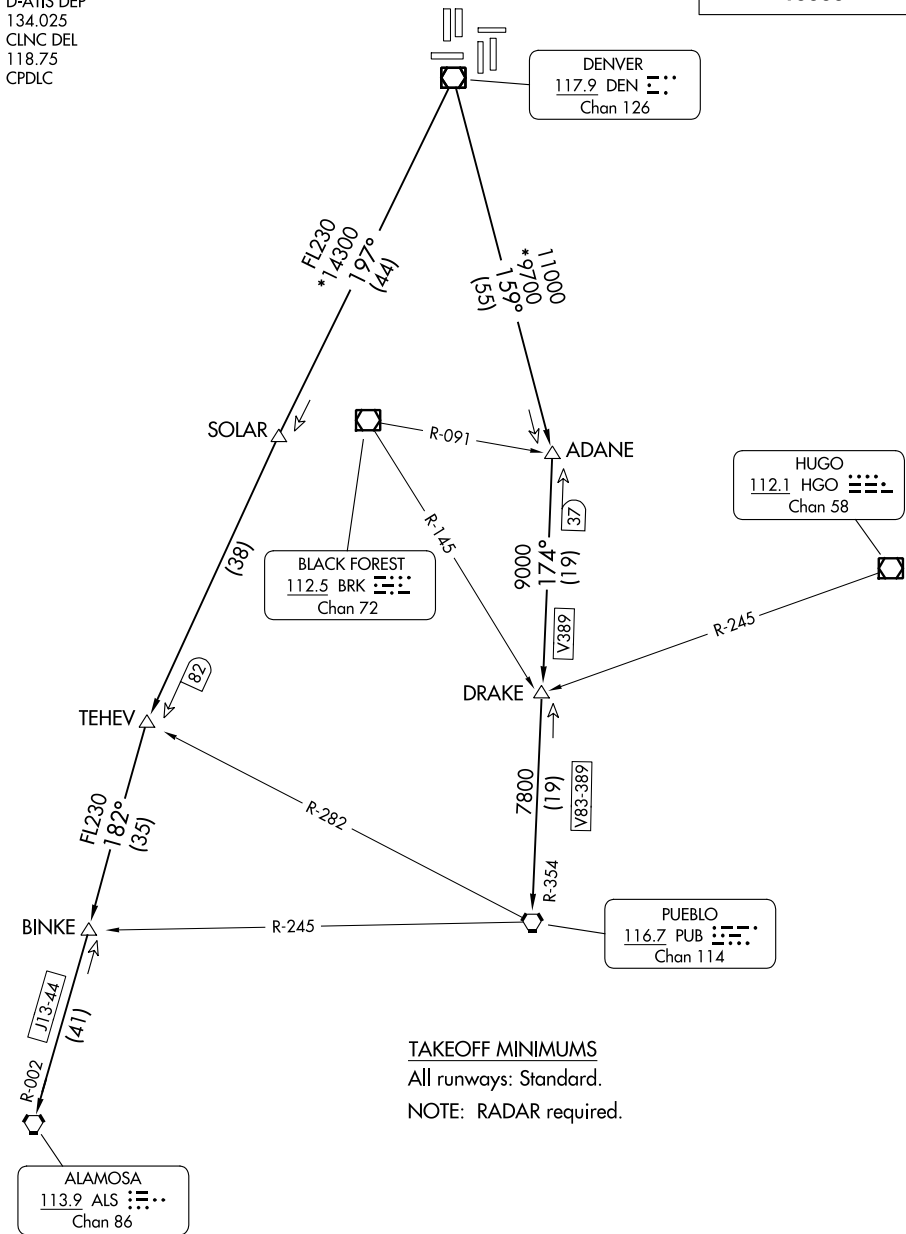 D-ATIS DEP
134.025
CLNC DEL
118.75
CPDLC
DENVER
117.9 DEN
Chan 126
FL230
*14300
197°
(44)
11000
*9700
159°
(55)
SOLAR
R-091
ADANE
HUGO
112.1 HGO
Chan 58
37
R-145
9000
174°
(19)
(38)
BLACK FOREST
112.5 BRK
Chan 72
R-245
V389
82
DRAKE
TEHEV
7800
(19)
V83-389
R-282
FL230
182°
(35)
R-354
BINKE
R-245
PUEBLO
116.7 PUB
Chan 114
J13-44
(41)
R-002
TAKEOFF MINIMUMS
All runways: Standard.
NOTE: RADAR required.
ALAMOSA
113.9 ALS
Chan 86